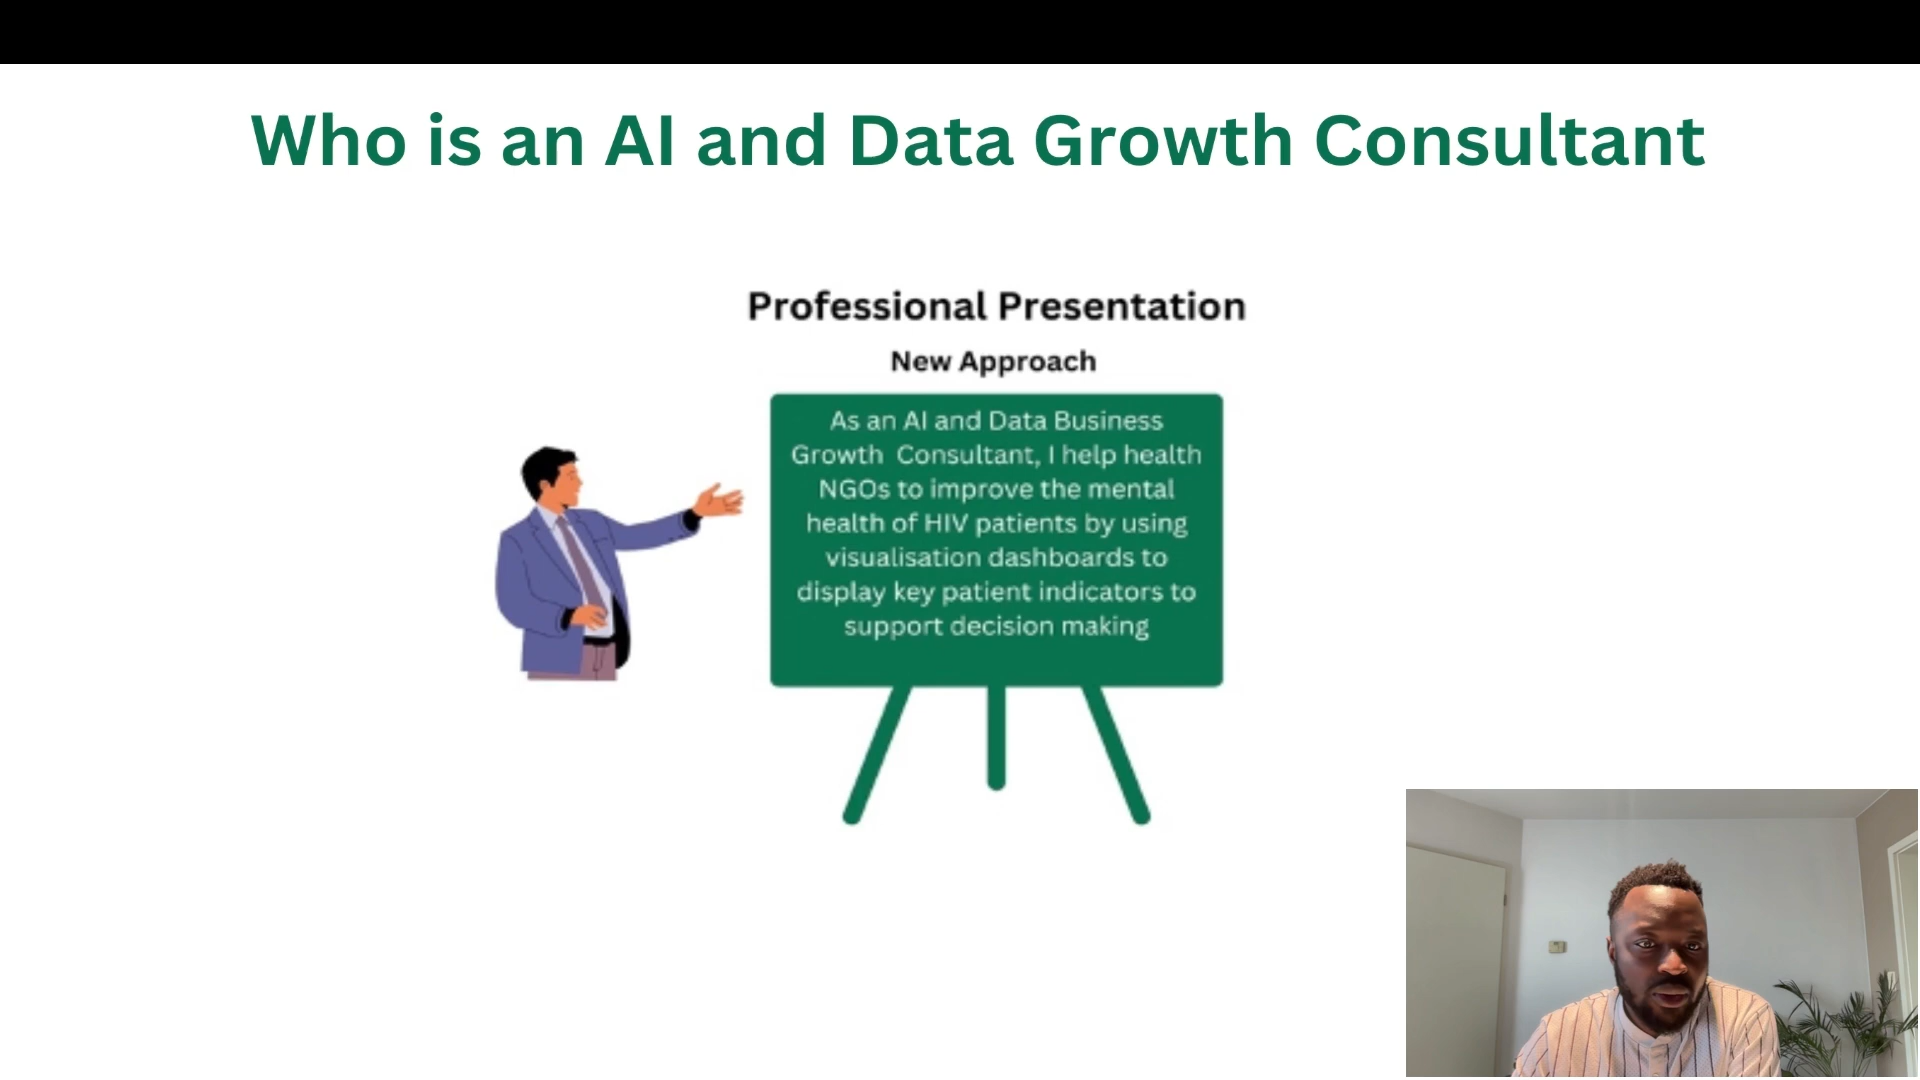 Who is an AI and Data Growth Consultant
Professional Presentation
New Approach
As an AI and Data Business
Growth Consultant, I help health
NGOs to improve the mental
health of HIV patients by using
visualisation dashboards to
display key patient indicators to
support decision making